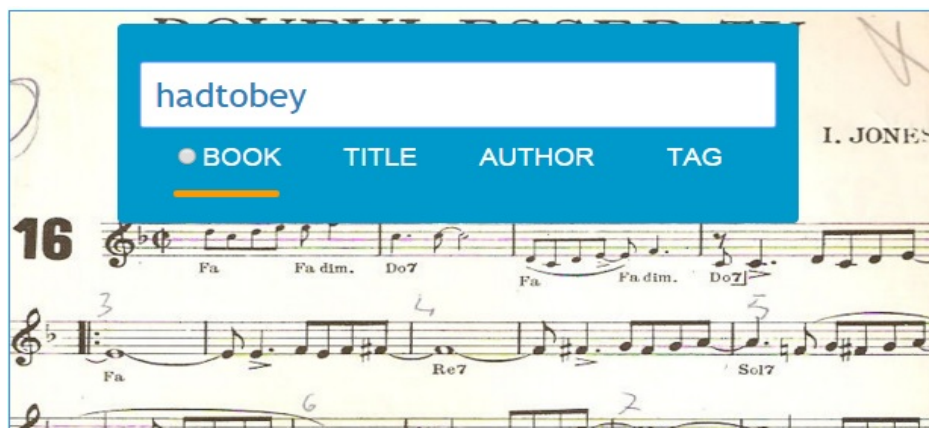 hadtobey
BOOK TITLE AUTHOR TAG
I. JONES
16
Fa Fa dim. Do7 Fa Fa dim. Do7
3 4 5
Fa Re7 Sol7
6 7